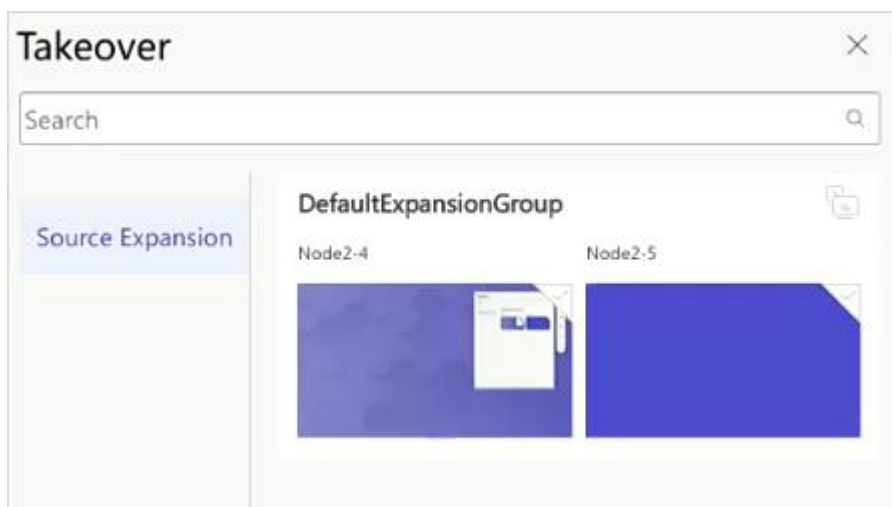 Takeover
Search
Source Expansion
DefaultExpansionGroup
Node2-4
Node2-5